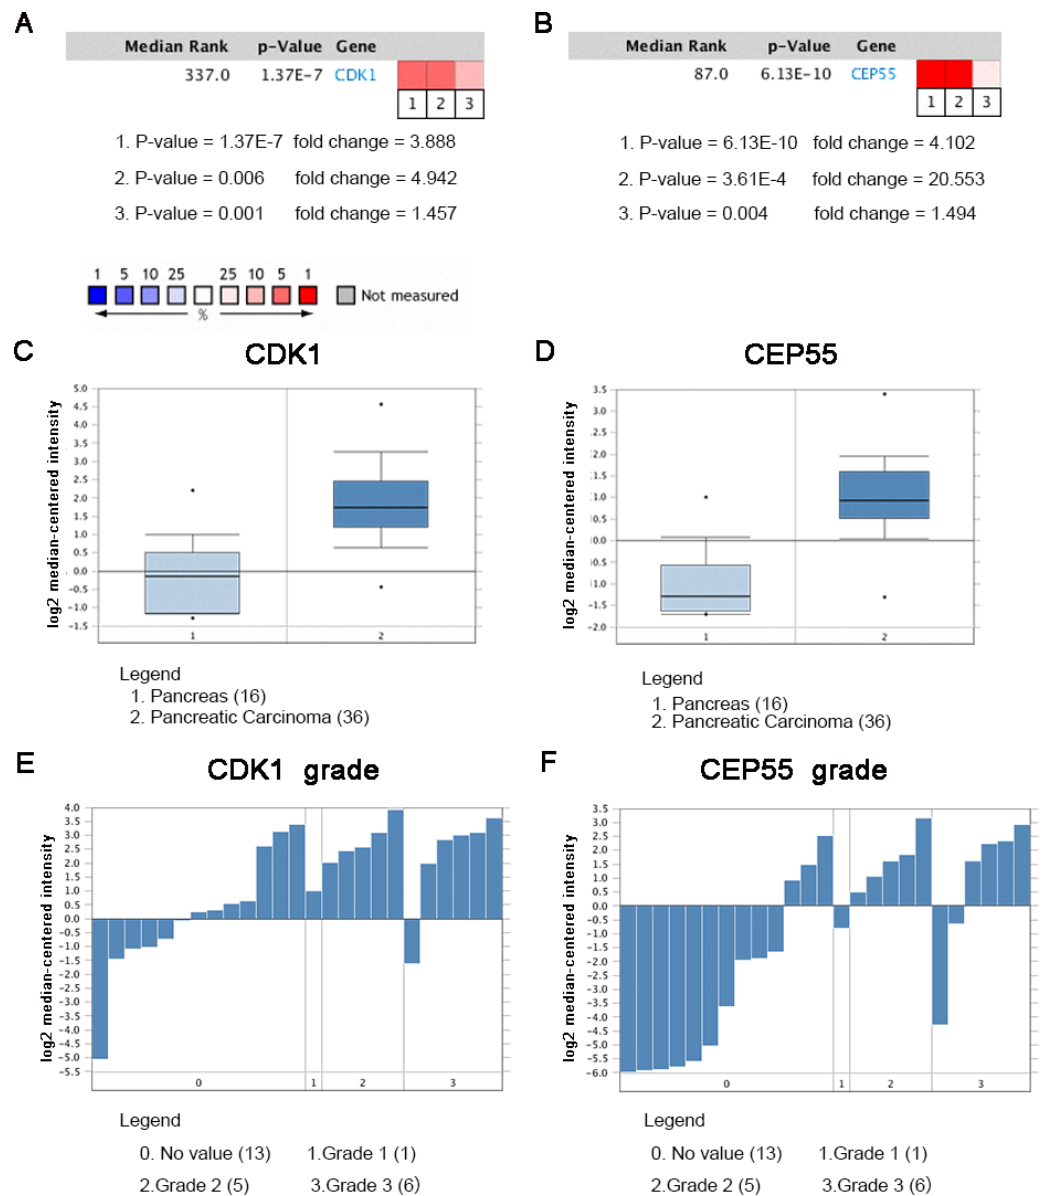 A
Median Rank p-Value Gene
337.0 1.37E-7 CDK1
1 2 3
1. P-value = 1.37E-7 fold change = 3.888
2. P-value = 0.006 fold change = 4.942
3. P-value = 0.001 fold change = 1.457
B
Median Rank p-Value Gene
87.0 6.13E-10 CEP55
1 2 3
1. P-value = 6.13E-10 fold change = 4.102
2. P-value = 3.61E-4 fold change = 20.553
3. P-value = 0.004 fold change = 1.494
1 5 10 25 25 10 5 1
Not measured
%
C
CDK1
log2 median-centered intensity
5.0
4.5
4.0
3.5
3.0
2.5
2.0
1.5
1.0
0.5
0.0
-0.5
-1.0
-1.5
1 2
Legend
1. Pancreas (16)
2. Pancreatic Carcinoma (36)
D
CEP55
log2 median-centered intensity
3.5
3.0
2.5
2.0
1.5
1.0
0.5
0.0
1.0
-1.5
-2.0
1 2
Legend
1. Pancreas (16)
2. Pancreatic Carcinoma (36)
E
CDK1 grade
log2 median-centered intensity
4.0
3.5
3.0
2.5
2.0
1.5
1.0
0.5
0.0
-0.5
-1.0
-1.5
-2.0
-2.5
-3.0
-3.5
-4.0
-4.5
-5.0
-5.5
0 1 2 3
Legend
0. No value (13) 1.Grade 1 (1)
2.Grade 2 (5) 3.Grade 3 (6)
F
CEP55 grade
log2 median-centered intensity
3.5
3.0
2.5
2.0
1.5
1.0
0.5
0.0
-0.5
-1.0
-1.5
-2.0
-2.5
-3.0
-3.5
-4.0
-4.5
-5.0
-5.5
-6.0
0 1 2 3
Legend
0. No value (13) 1.Grade 1 (1)
2.Grade 2 (5) 3.Grade 3 (6)